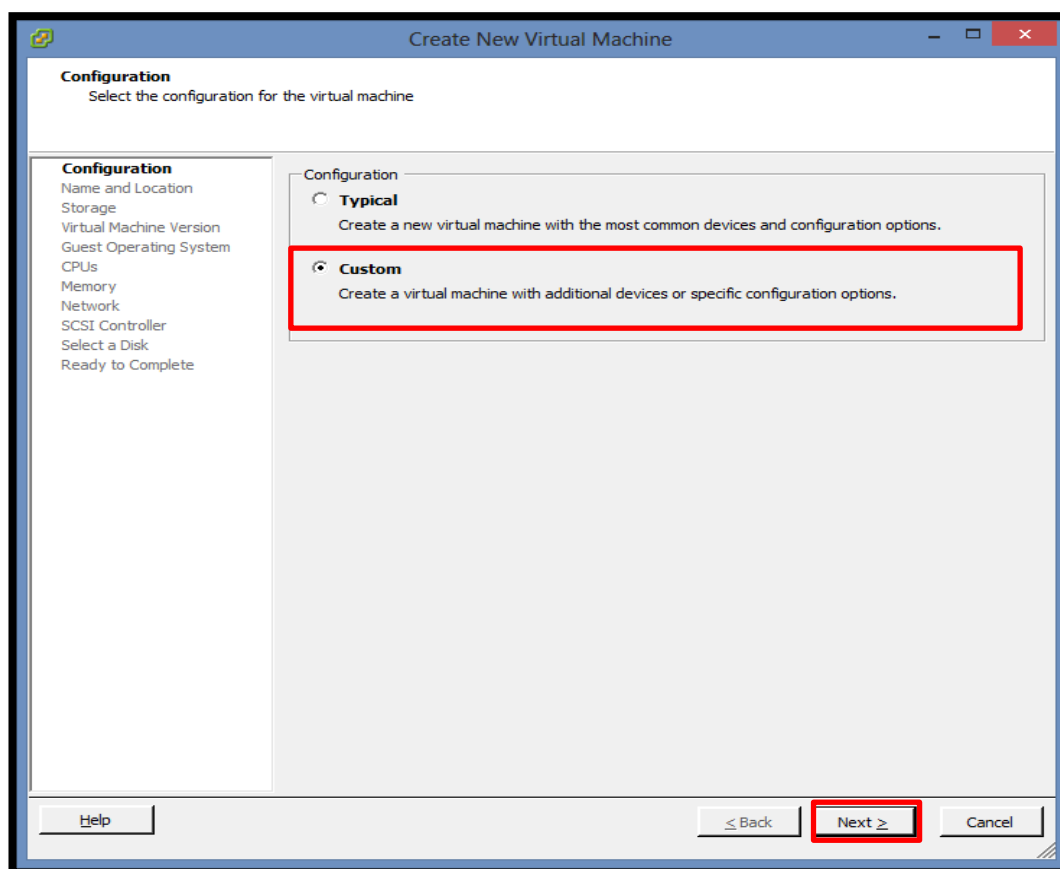 Create New Virtual Machine
Configuration
Select the configuration for the virtual machine
Configuration
Name and Location
Storage
Virtual Machine Version
Guest Operating System
CPUs
Memory
Network
SCSI Controller
Select a Disk
Ready to Complete
Configuration
Typical
Create a new virtual machine with the most common devices and configuration options.
Custom
Create a virtual machine with additional devices or specific configuration options.
Help
< Back
Next >
Cancel